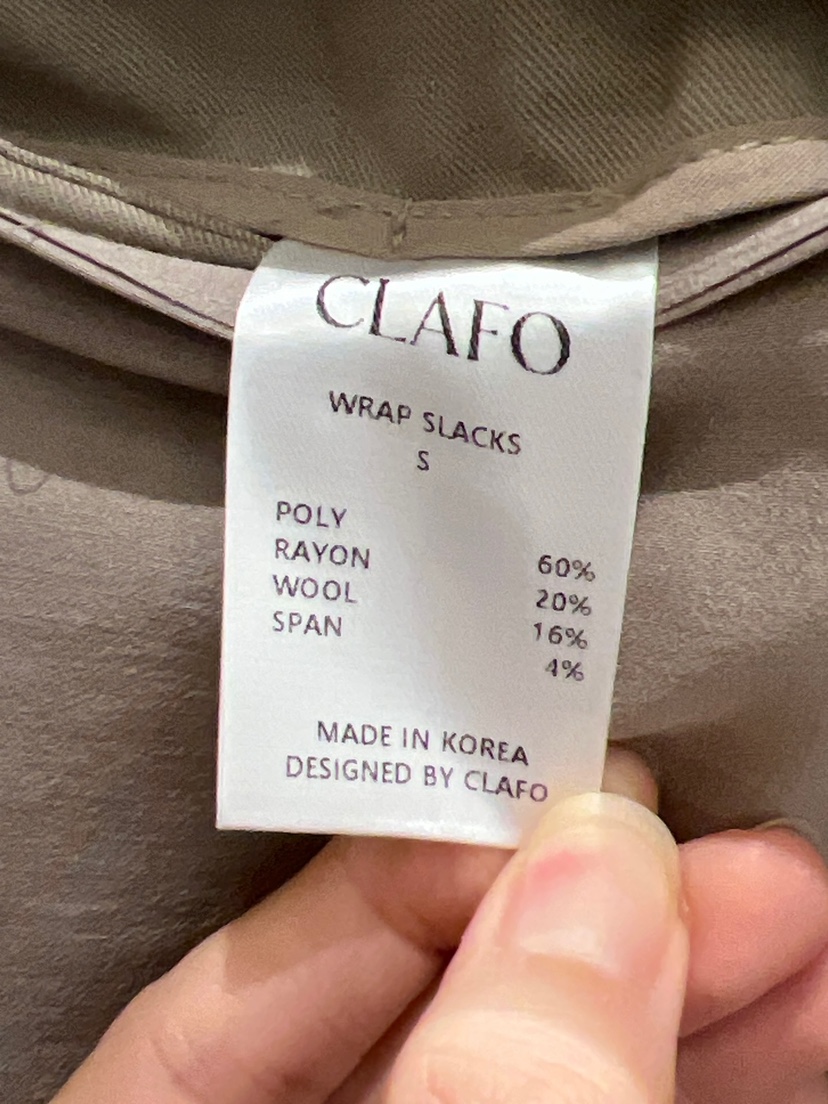 CLAFO
WRAP SLACKS
S
POLY 60%
RAYON 20%
WOOL 16%
SPAN 4%
MADE IN KOREA
DESIGNED BY CLAFO